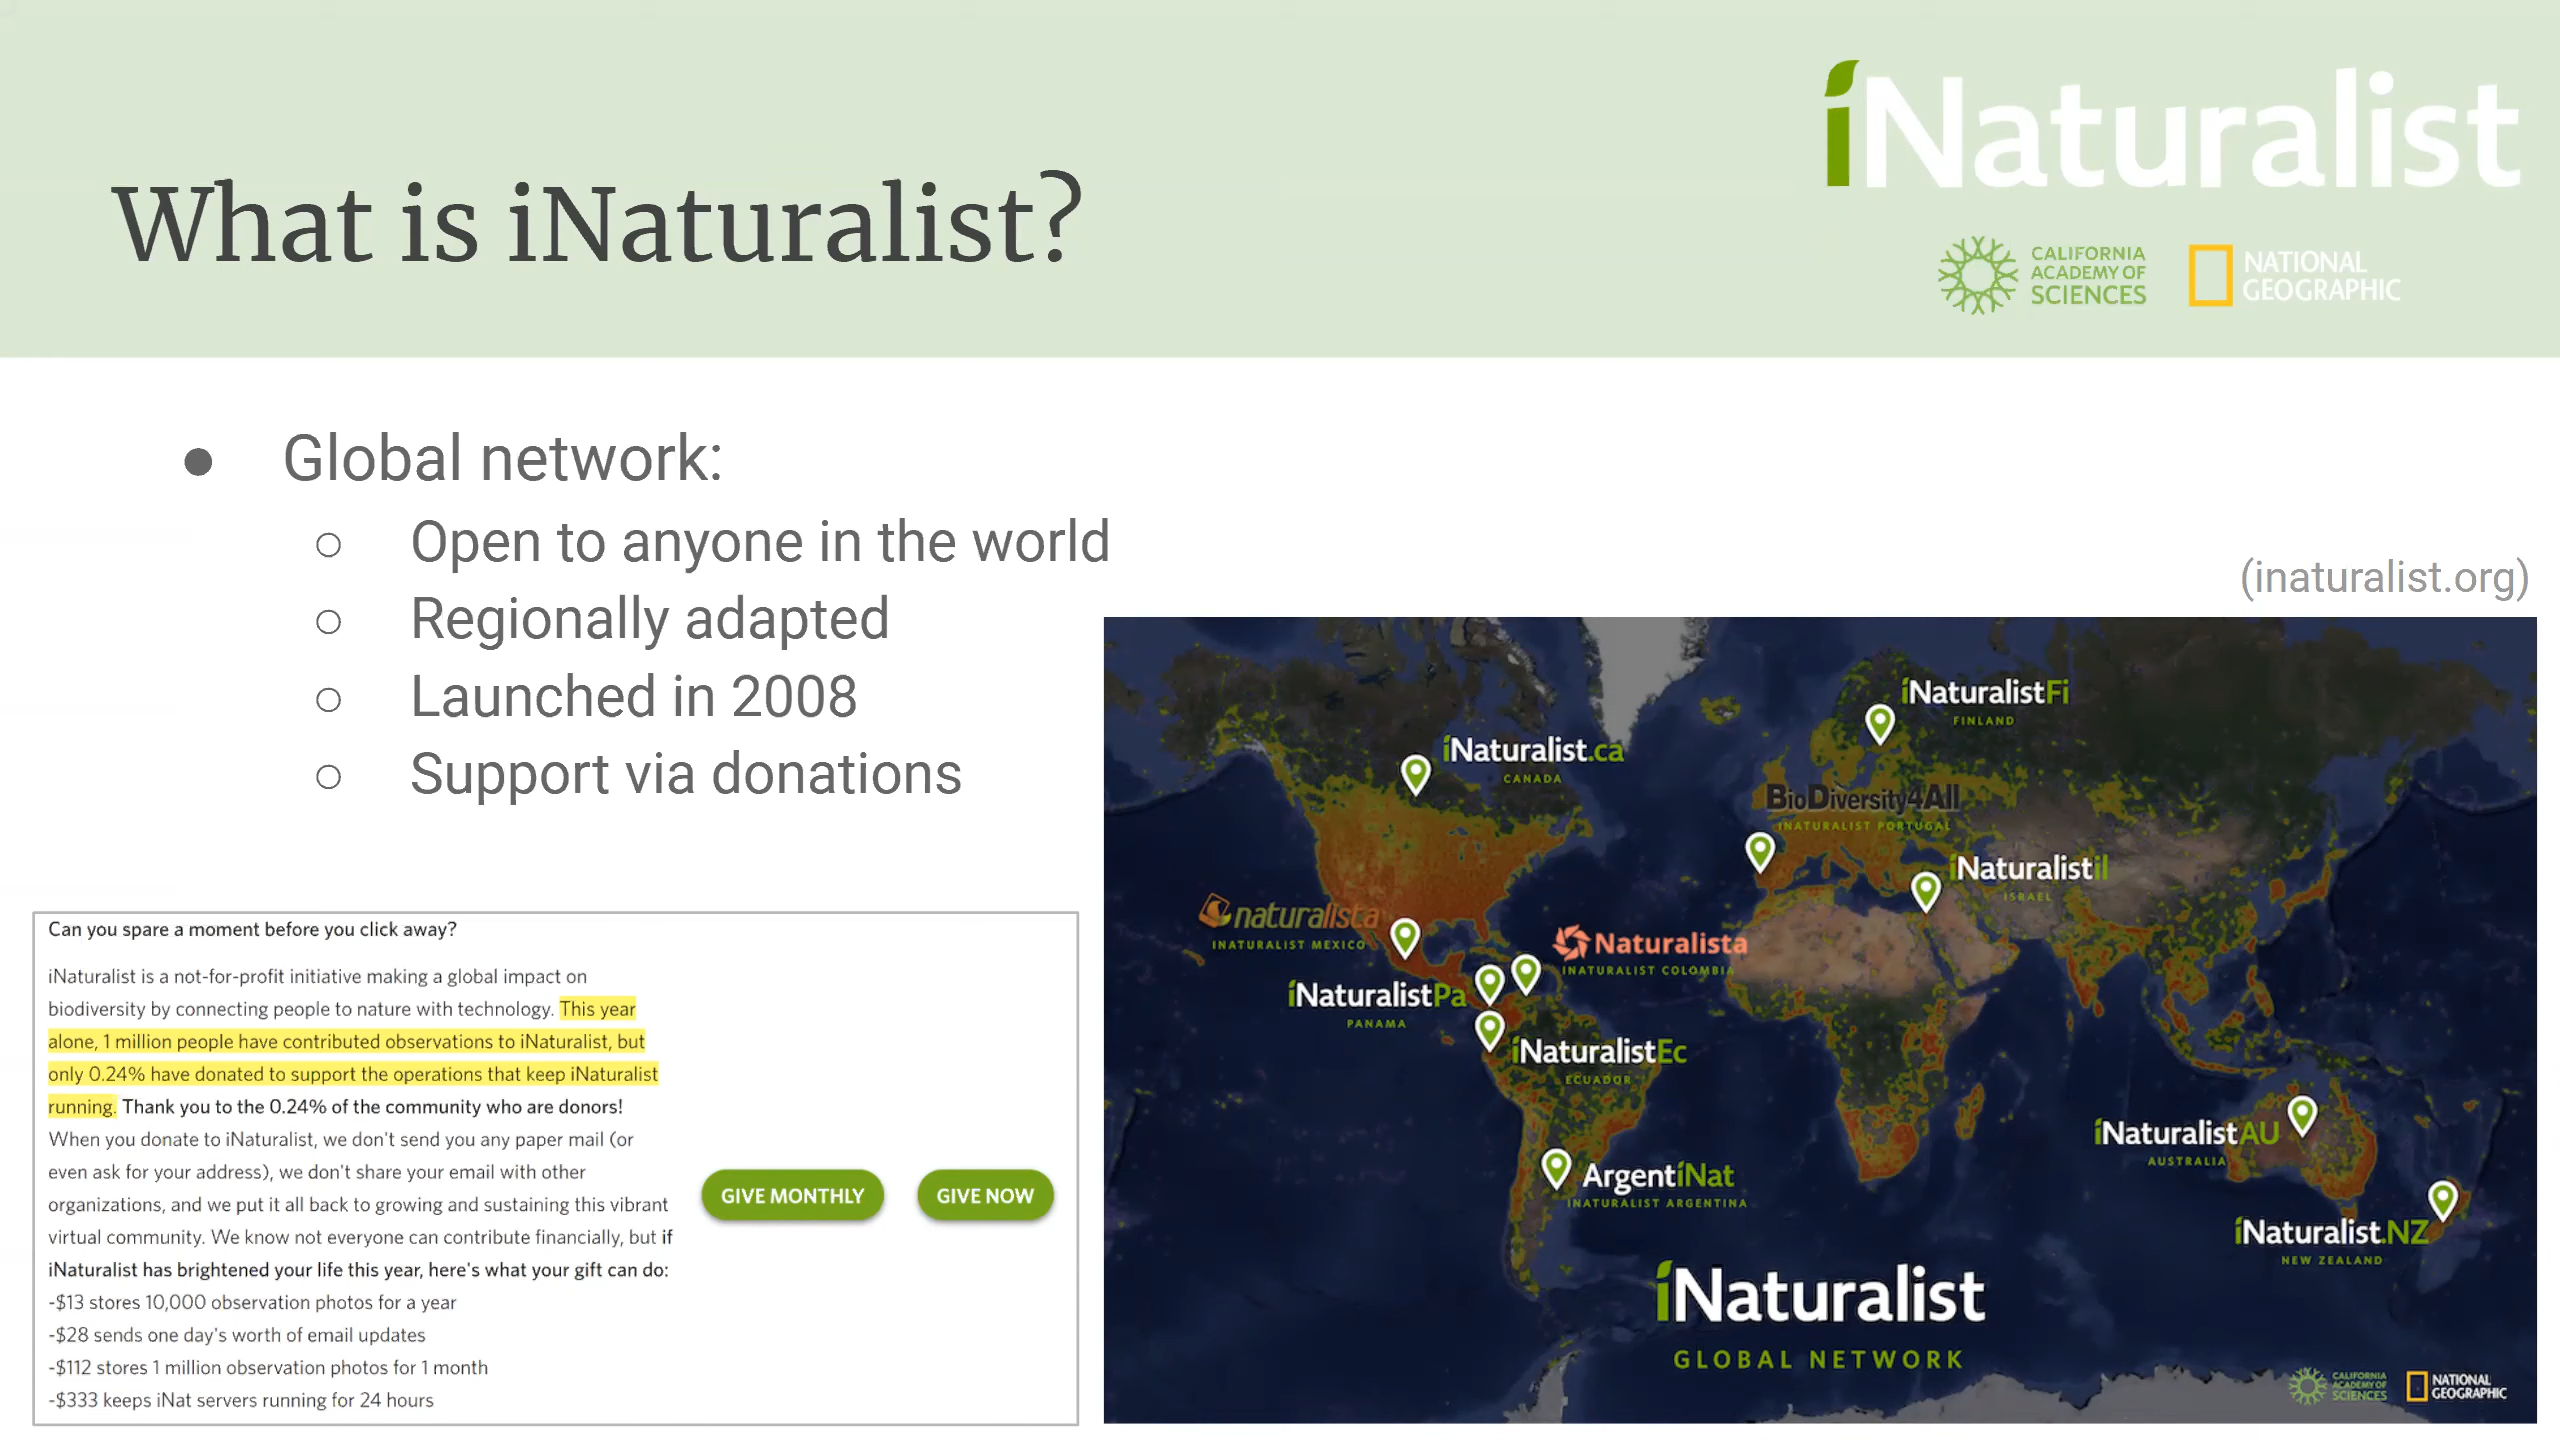 iNaturalist
What is iNaturalist?
CALIFORNIA
ACADEMY OF
SCIENCES
NATIONAL
GEOGRAPHIC
● Global network:
○ Open to anyone in the world
○ Regionally adapted
○ Launched in 2008
○ Support via donations
(inaturalist.org)
Can you spare a moment before you click away?
iNaturalist is a not-for-profit initiative making a global impact on
biodiversity by connecting people to nature with technology. This year
alone, 1 million people have contributed observations to iNaturalist, but
only 0.24% have donated to support the operations that keep iNaturalist
running. Thank you to the 0.24% of the community who are donors!
When you donate to iNaturalist, we don't send you any paper mail (or
even ask for your address), we don't share your email with other
organizations, and we put it all back to growing and sustaining this vibrant
virtual community. We know not everyone can contribute financially, but if
iNaturalist has brightened your life this year, here's what your gift can do:
-$13 stores 10,000 observation photos for a year
-$28 sends one day's worth of email updates
-$112 stores 1 million observation photos for 1 month
-$333 keeps iNat servers running for 24 hours
GIVE MONTHLY
GIVE NOW
iNaturalistFi
FINLAND
iNaturalist.ca
CANADA
BioDiversity4All
INATURALIST PORTUGAL
iNaturalistil
ISRAEL
naturalista
INATURALIST MEXICO
Naturalista
INATURALIST COLOMBIA
iNaturalistPa
PANAMA
iNaturalistEc
ECUADOR
iNaturalistAU
AUSTRALIA
ArgentiNat
INATURALIST ARGENTINA
iNaturalist.NZ
NEW ZEALAND
iNaturalist
GLOBAL NETWORK
CALIFORNIA
ACADEMY OF
SCIENCES
NATIONAL
GEOGRAPHIC